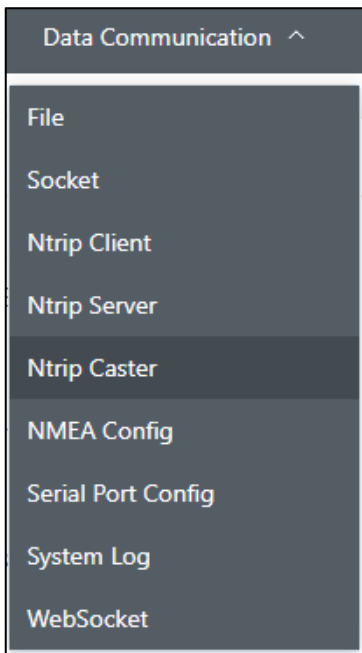 Data Communication
File
Socket
Ntrip Client
Ntrip Server
Ntrip Caster
NMEA Config
Serial Port Config
System Log
WebSocket